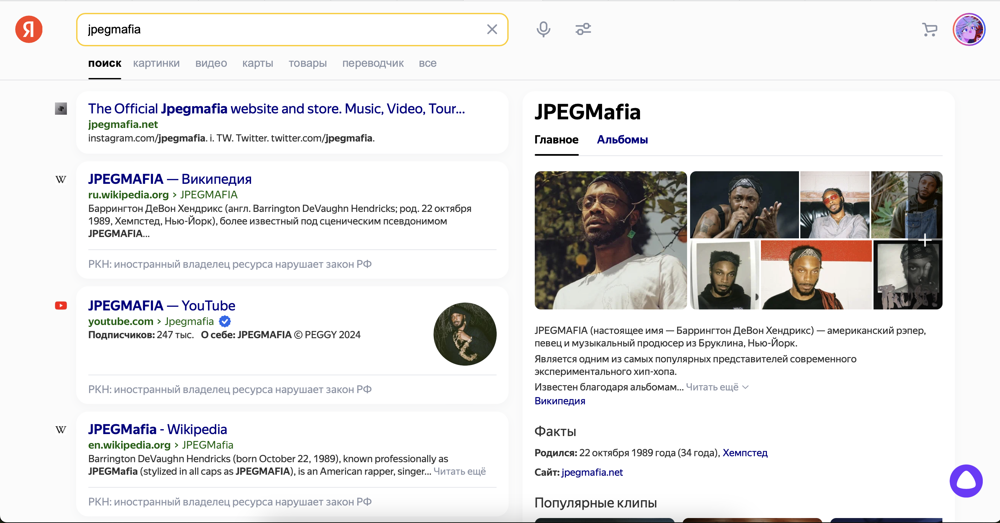 Я
jpegmafia
поиск картинки видео карты товары переводчик все
The Official Jpegmafia website and store. Music, Video, Tour...
jpegmafia.net
instagram.com/jpegmafia. i. TW. Twitter. twitter.com/jpegmafia.
W
JPEGMAFIA — Википедия
ru.wikipedia.org › JPEGMAFIA
Баррингтон ДеВон Хендрикс (англ. Barrington DeVaughn Hendricks; род. 22 октября
1989, Хемпстед, Нью-Йорк), более известный под сценическим псевдонимом
JPEGMAFIA...
РКН: иностранный владелец ресурса нарушает закон РФ
JPEGMAFIA — YouTube
youtube.com › Jpegmafia
Подписчиков: 247 тыс. О себе: JPEGMAFIA © PEGGY 2024
РКН: иностранный владелец ресурса нарушает закон РФ
W
JPEGMafia - Wikipedia
en.wikipedia.org › JPEGMafia
Barrington DeVaughn Hendricks (born October 22, 1989), known professionally as
JPEGMafia (stylized in all caps as JPEGMAFIA), is an American rapper, singer... Читать ещё
РКН: иностранный владелец ресурса нарушает закон РФ
JPEGMafia
Главное Альбомы
JPEGMAFIA (настоящее имя — Баррингтон ДеВон Хендрикс) — американский рэпер,
певец и музыкальный продюсер из Бруклина, Нью-Йорк.
Является одним из самых популярных представителей современного
экспериментального хип-хопа.
Известен благодаря альбомам... Читать ещё
Википедия
Факты
Родился: 22 октября 1989 года (34 года), Хемпстед
Сайт: jpegmafia.net
Популярные клипы